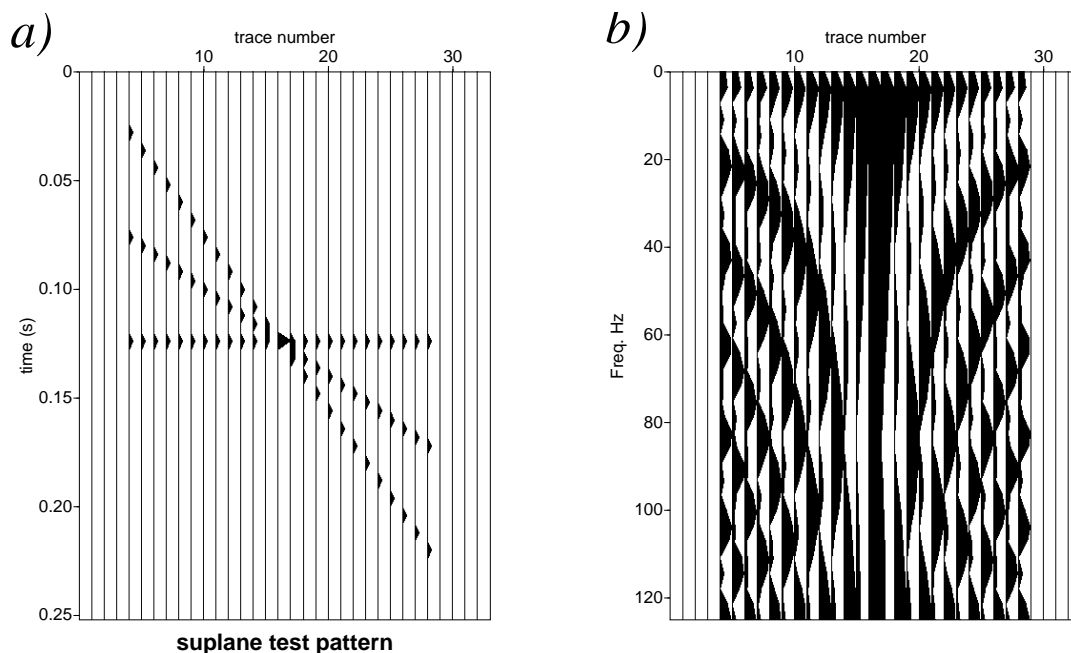 a)
trace number
10 20 30
0
0.05
0.10
0.15
0.20
0.25
time (s)
suplane test pattern
b)
trace number
10 20 30
0
20
40
60
80
100
120
Freq. Hz